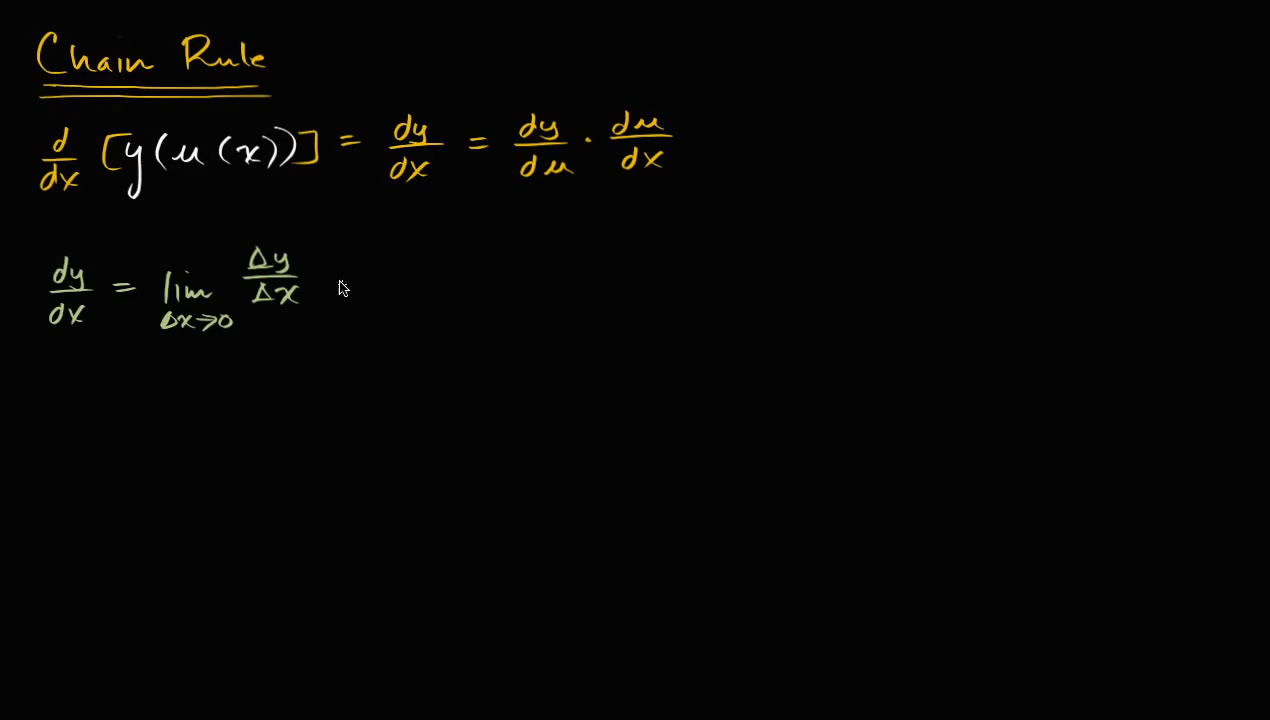 Chain Rule
d/dx [y(u(x))] = dy/dx = dy/du · du/dx
dy/dx = lim Δx→0 Δy/Δx